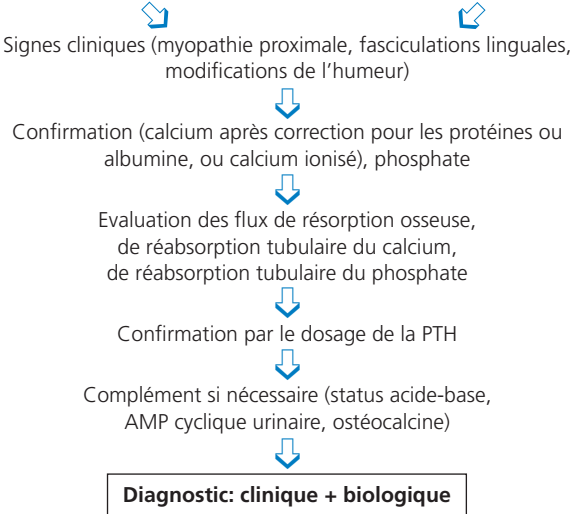 Signes cliniques (myopathie proximale, fasciculations linguales,
modifications de l'humeur)
Confirmation (calcium après correction pour les protéines ou
albumine, ou calcium ionisé), phosphate
Evaluation des flux de résorption osseuse,
de réabsorption tubulaire du calcium,
de réabsorption tubulaire du phosphate
Confirmation par le dosage de la PTH
Complément si nécessaire (status acide-base,
AMP cyclique urinaire, ostéocalcine)
Diagnostic: clinique + biologique